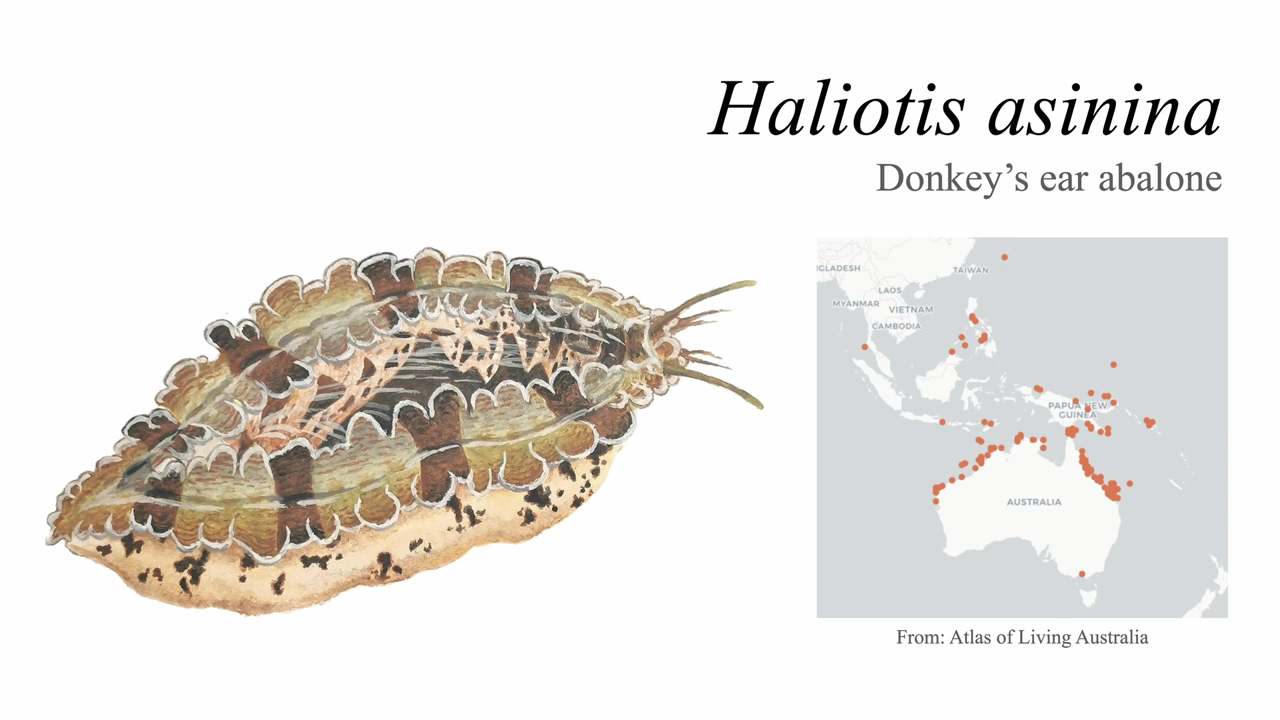 Haliotis asinina
Donkey’s ear abalone
NGLADESH
TAIWAN
LAOS
MYANMAR
VIETNAM
CAMBODIA
PAPUA NEW
GUINEA
AUSTRALIA
From: Atlas of Living Australia